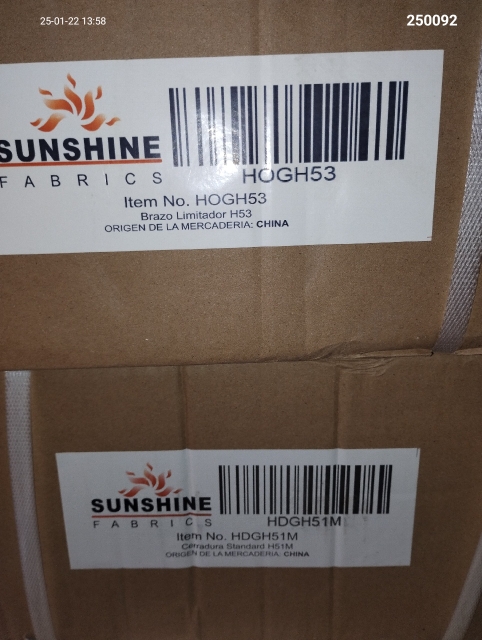 25-01-22 13:58
250092
SUNSHINE
FABRICS
HOGH53
Item No. HOGH53
Brazo Limitador H53
ORIGEN DE LA MERCADERIA: CHINA
SUNSHINE
FABRICS
HDGH51M
Item No. HDGH51M
Cerradura Standard H51M
ORIGEN DE LA MERCADERIA: CHINA